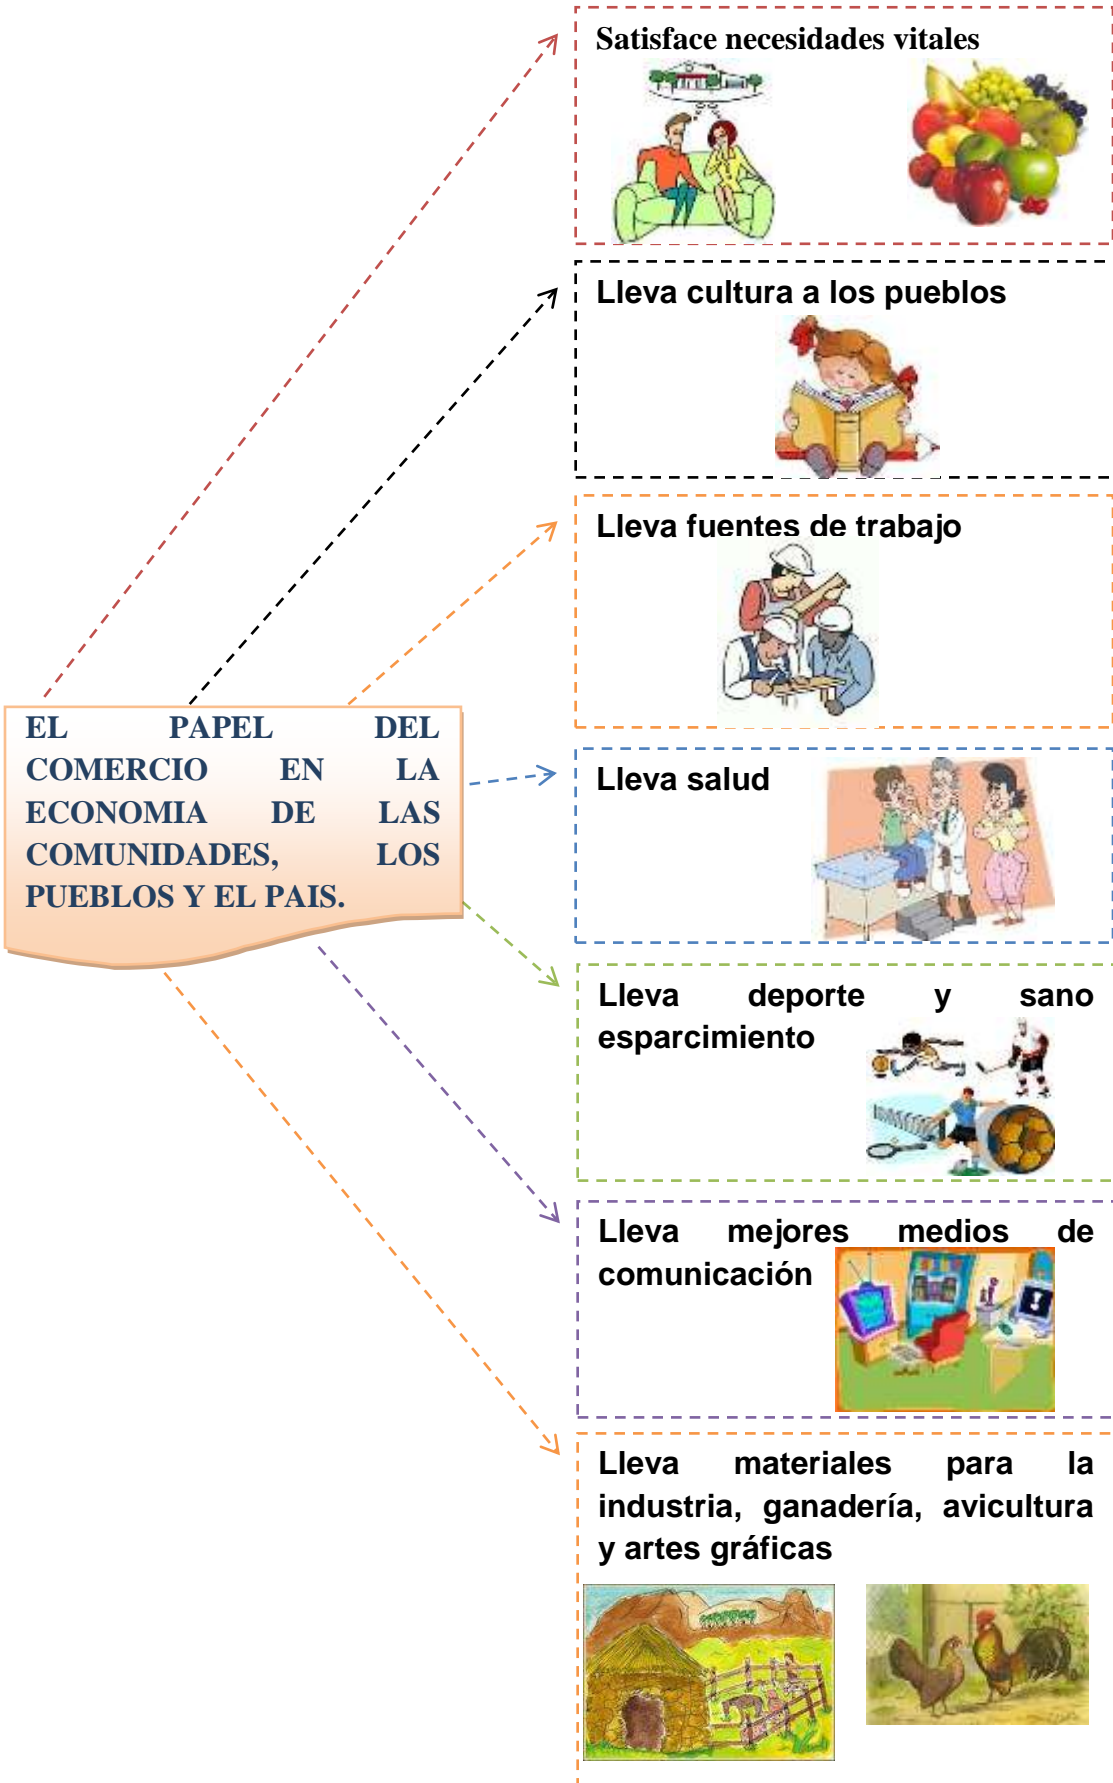 Satisface necesidades vitales
Lleva cultura a los pueblos
Lleva fuentes de trabajo
EL PAPEL DEL
COMERCIO EN LA
ECONOMIA DE LAS
COMUNIDADES, LOS
PUEBLOS Y EL PAIS.
Lleva salud
Lleva deporte y sano
esparcimiento
Lleva mejores medios de
comunicación
Lleva materiales para la
industria, ganadería, avicultura
y artes gráficas